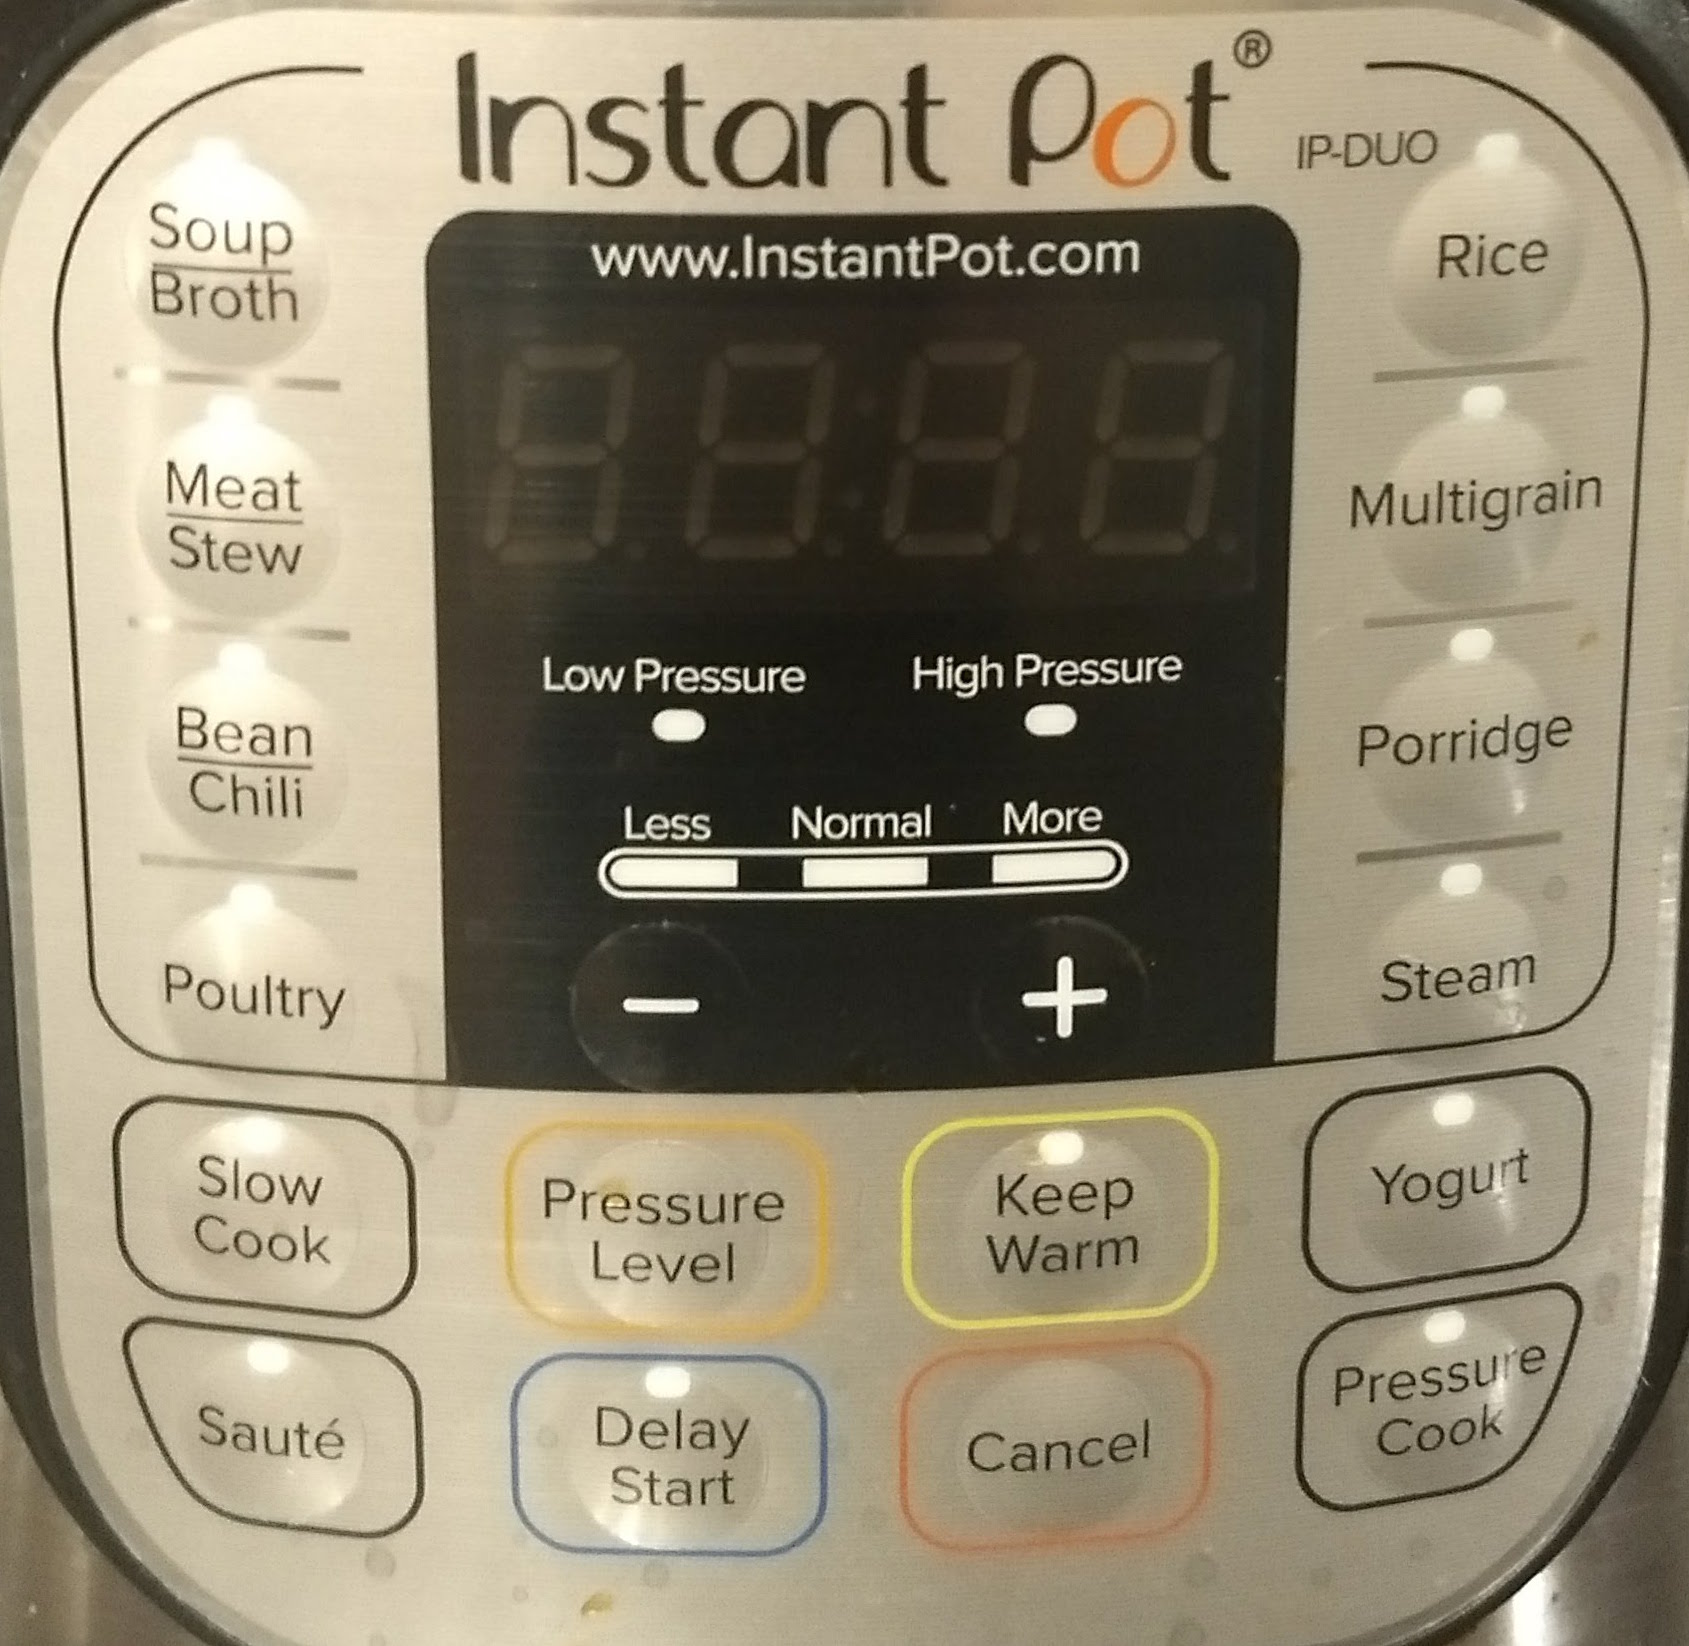 Instant Pot®
IP-DUO
www.InstantPot.com
Soup
Broth
Meat
Stew
Bean
Chili
Poultry
Low Pressure
High Pressure
Less
Normal
More
−
+
Rice
Multigrain
Porridge
Steam
Slow
Cook
Pressure
Level
Keep
Warm
Yogurt
Sauté
Delay
Start
Cancel
Pressure
Cook